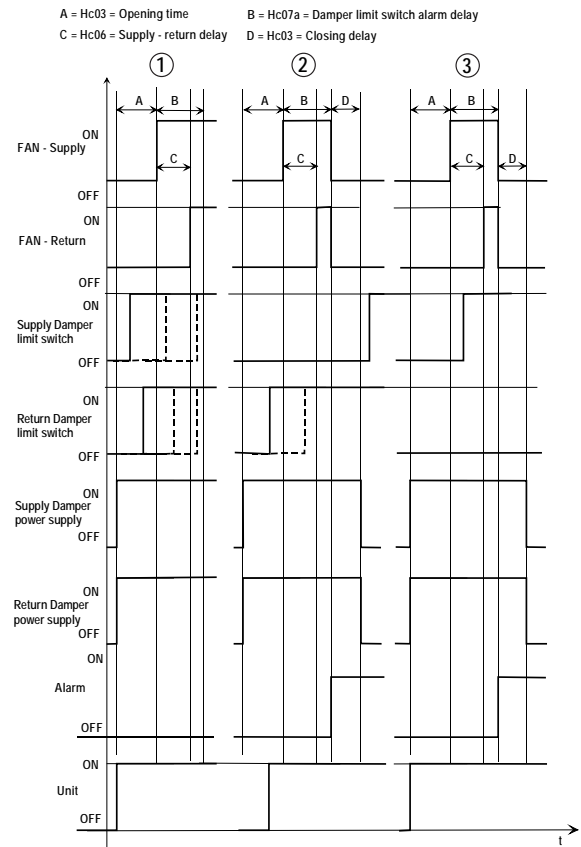 A = Hc03 = Opening time
B = Hc07a = Damper limit switch alarm delay
C = Hc06 = Supply - return delay
D = Hc03 = Closing delay
1 2 3
A B A B D A B
ON
FAN - Supply
C C C D
OFF
ON
FAN - Return
OFF
ON
Supply Damper
limit switch
OFF
ON
Return Damper
limit switch
OFF
ON
Supply Damper
power supply
OFF
ON
Return Damper
power supply
OFF
ON
Alarm
OFF
ON
Unit
OFF
t